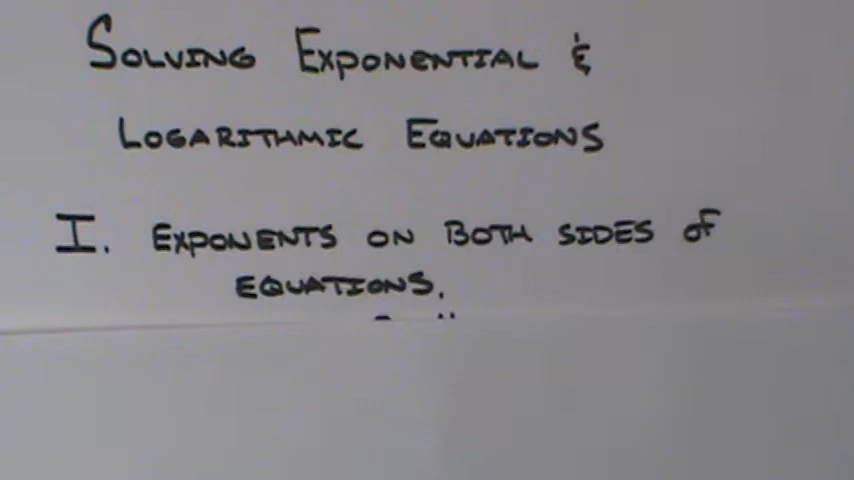 SOLVING EXPONENTIAL &
LOGARITHMIC EQUATIONS
I. EXPONENTS ON BOTH SIDES OF
EQUATIONS.